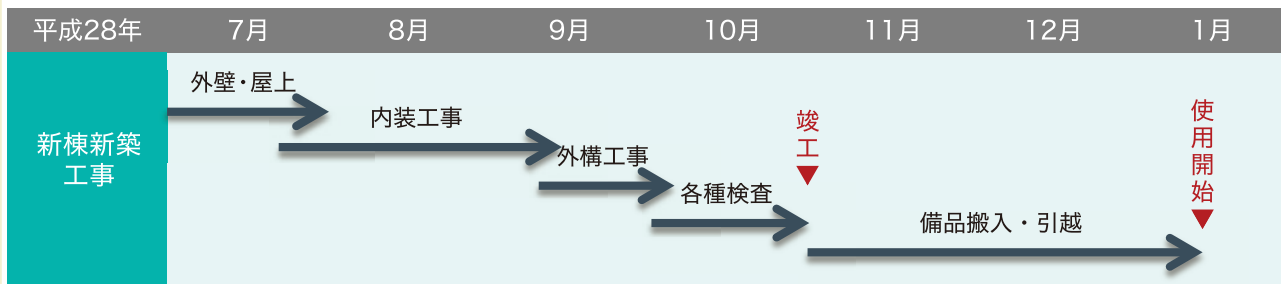 平成28年 7月 8月 9月 10月 11月 12月 1月
外壁・屋上
内装工事
新棟新築
工事
外構工事
各種検査
竣工
備品搬入・引越
使用開始